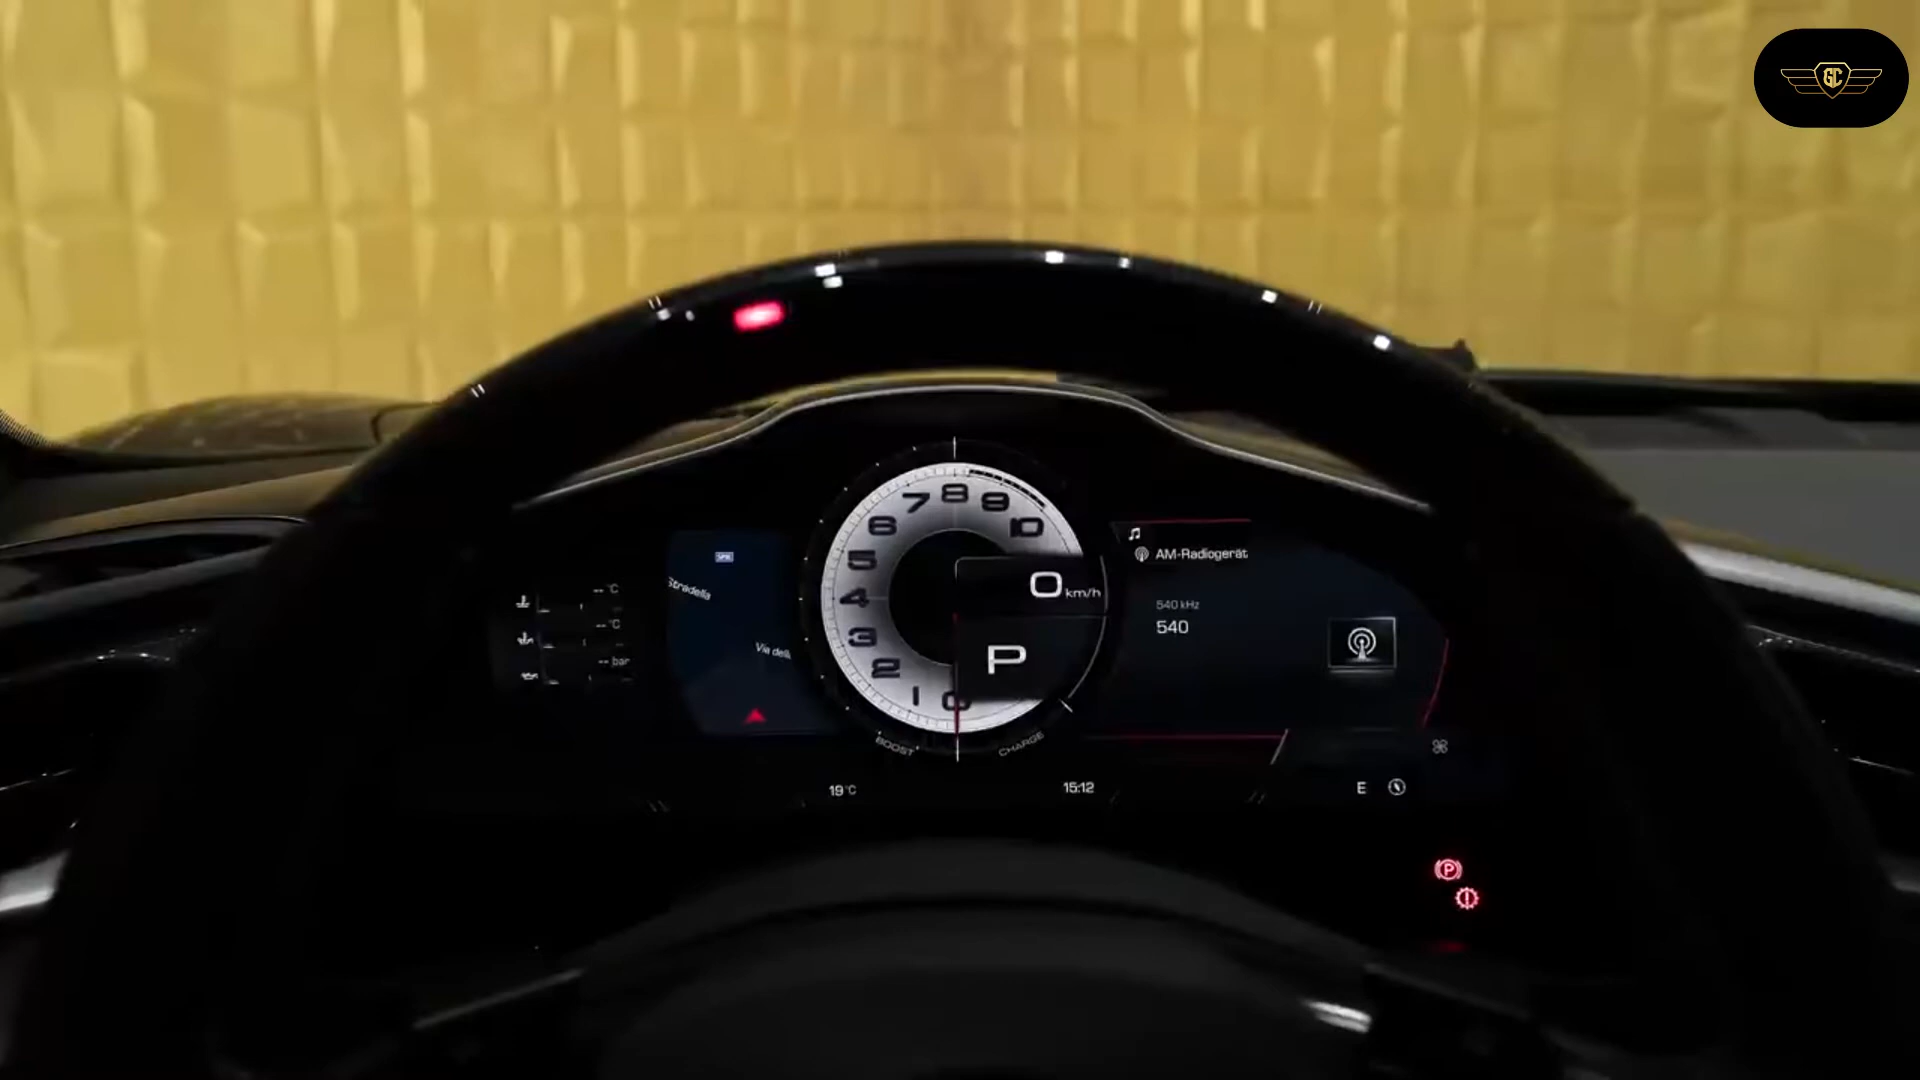 GC
SP8
Stradella
Via dell
-- °C
-- °C
-- bar
0
1
2
3
4
5
6
7
8
9
10
0 km/h
P
BOOST
CHARGE
AM-Radiogerät
540 kHz
540
19°C
15:12
E
P